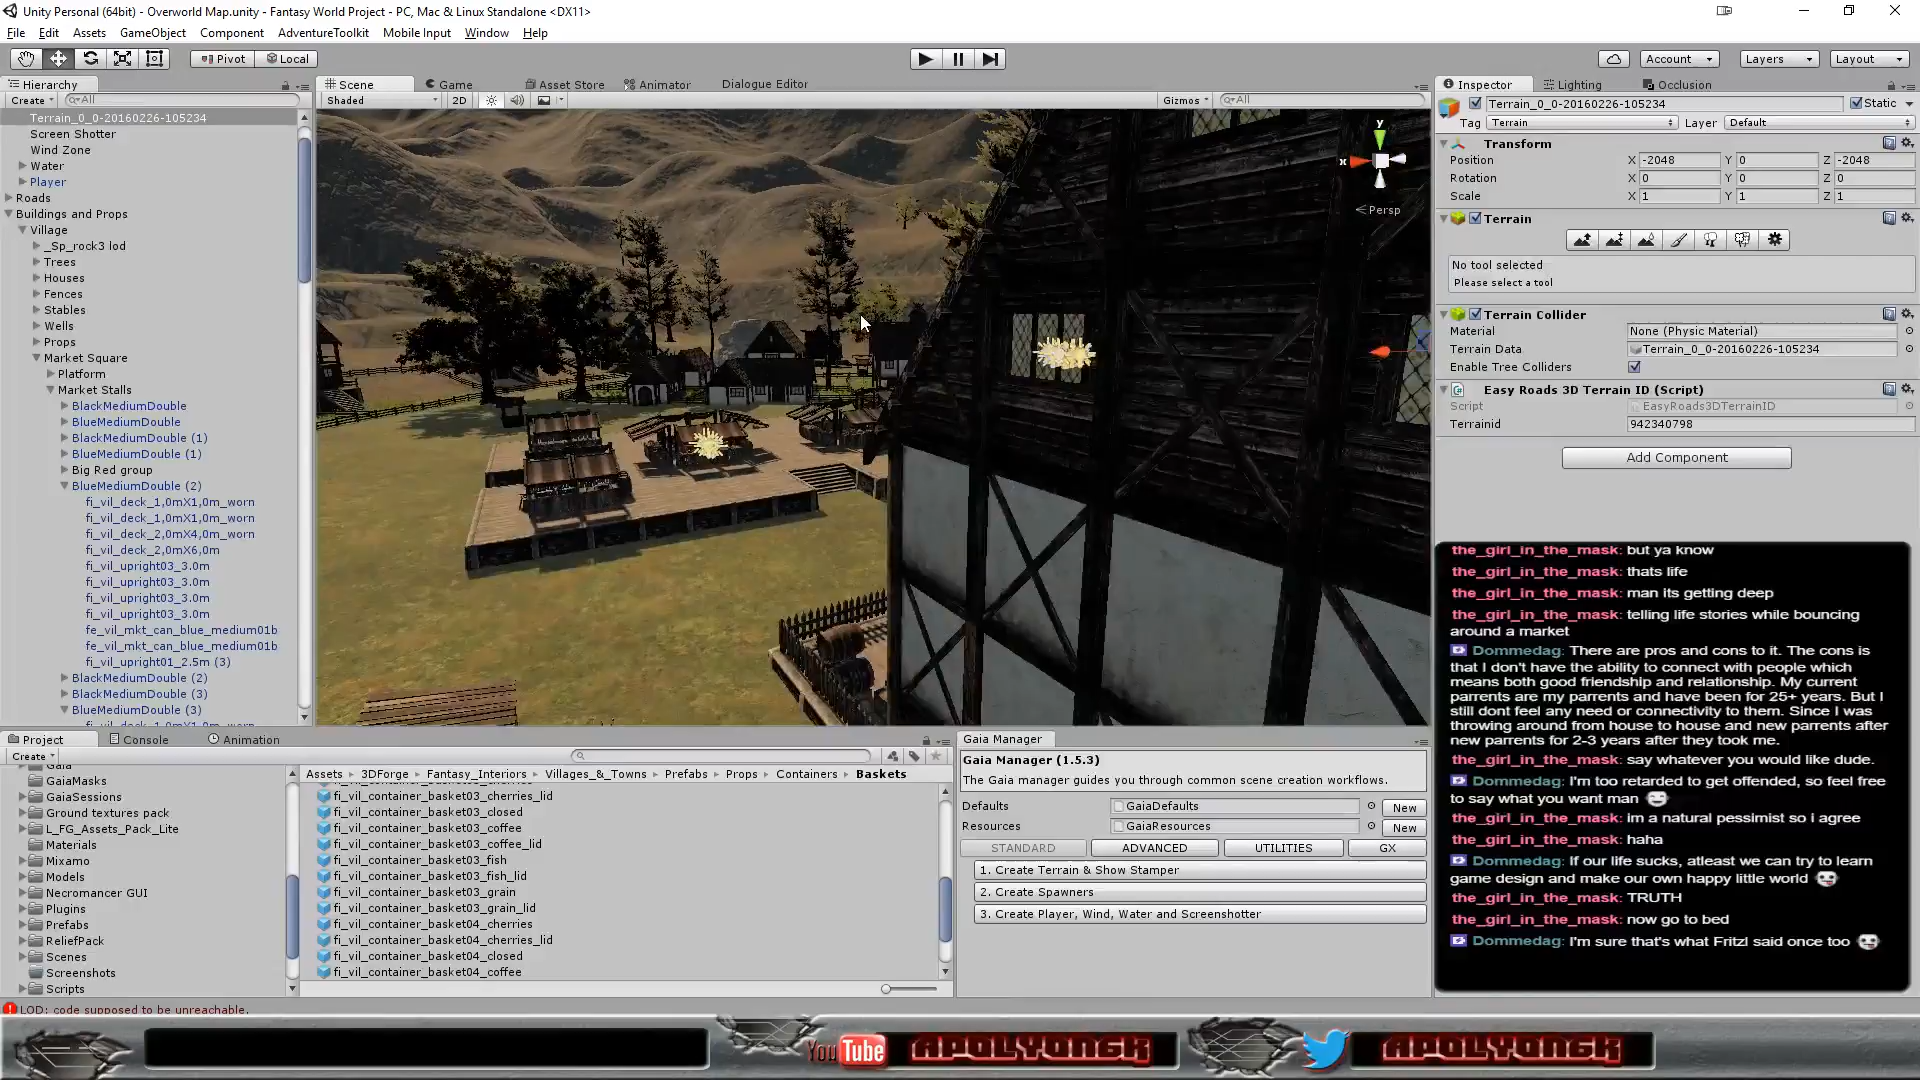 Unity Personal (64bit) - Overworld Map.unity - Fantasy World Project - PC, Mac & Linux Standalone <DX11>
File Edit Assets GameObject Component AdventureToolkit Mobile Input Window Help
Pivot Local Account Layers Layout
Hierarchy
Create All
Terrain_0_0-20160226-105234
Screen Shotter
Wind Zone
Water
Player
Roads
Buildings and Props
Village
_Sp_rock3 lod
Trees
Houses
Fences
Stables
Wells
Props
Market Square
Platform
Market Stalls
BlackMediumDouble
BlueMediumDouble
BlackMediumDouble (1)
BlueMediumDouble (1)
Big Red group
BlueMediumDouble (2)
fi_vil_deck_1,0mX1,0m_worn
fi_vil_deck_1,0mX1,0m_worn
fi_vil_deck_2,0mX4,0m_worn
fi_vil_deck_2,0mX6,0m
fi_vil_upright03_3.0m
fi_vil_upright03_3.0m
fi_vil_upright03_3.0m
fi_vil_upright03_3.0m
fe_vil_mkt_can_blue_medium01b
fe_vil_mkt_can_blue_medium01b
fi_vil_upright01_2.5m (3)
BlackMediumDouble (2)
BlackMediumDouble (3)
BlueMediumDouble (3)
fi_vil_deck_1,0mX1,0m_worn
Scene Game Asset Store Animator Dialogue Editor
Shaded 2D Gizmos All
y
x
Persp
Inspector Lighting Occlusion
Terrain_0_0-20160226-105234 Static
Tag Terrain Layer Default
Transform
Position X -2048 Y 0 Z -2048
Rotation X 0 Y 0 Z 0
Scale X 1 Y 1 Z 1
Terrain
No tool selected
Please select a tool
Terrain Collider
Material None (Physic Material)
Terrain Data Terrain_0_0-20160226-105234
Enable Tree Colliders
Easy Roads 3D Terrain ID (Script)
Script EasyRoads3DTerrainID
Terrainid 942340798
Add Component
the_girl_in_the_mask: but ya know
the_girl_in_the_mask: thats life
the_girl_in_the_mask: man its getting deep
the_girl_in_the_mask: telling life stories while bouncing
around a market
Dommedag: There are pros and cons to it. The cons is
that I don't have the ability to connect with people which
means both good friendship and relationship. My current
parrents are my parrents and have been for 25+ years. But I
still dont feel any need or connectivity to them. Since I was
throwing around from house to house and new parrents after
new parrents for 2-3 years after they took me.
the_girl_in_the_mask: say whatever you would like dude.
Dommedag: I'm too retarded to get offended, so feel free
to say what you want man
the_girl_in_the_mask: im a natural pessimist so i agree
the_girl_in_the_mask: haha
Dommedag: If our life sucks, atleast we can try to learn
game design and make our own happy little world
the_girl_in_the_mask: TRUTH
the_girl_in_the_mask: now go to bed
Dommedag: I'm sure that's what Fritzl said once too
Project Console Animation
Create
Gaia
GaiaMasks
GaiaSessions
Ground textures pack
L_FG_Assets_Pack_Lite
Materials
Mixamo
Models
Necromancer GUI
Plugins
Prefabs
ReliefPack
Scenes
Screenshots
Scripts
Assets 3DForge Fantasy_Interiors Villages_&_Towns Prefabs Props Containers Baskets
fi_vil_container_basket03_cherries_lid
fi_vil_container_basket03_closed
fi_vil_container_basket03_coffee
fi_vil_container_basket03_coffee_lid
fi_vil_container_basket03_fish
fi_vil_container_basket03_fish_lid
fi_vil_container_basket03_grain
fi_vil_container_basket03_grain_lid
fi_vil_container_basket04_cherries
fi_vil_container_basket04_cherries_lid
fi_vil_container_basket04_closed
fi_vil_container_basket04_coffee
Gaia Manager
Gaia Manager (1.5.3)
The Gaia manager guides you through common scene creation workflows.
Defaults GaiaDefaults New
Resources GaiaResources New
STANDARD ADVANCED UTILITIES GX
1. Create Terrain & Show Stamper
2. Create Spawners
3. Create Player, Wind, Water and Screenshotter
LOD: code supposed to be unreachable.
YouTube APOLYONGK APOLYONGK